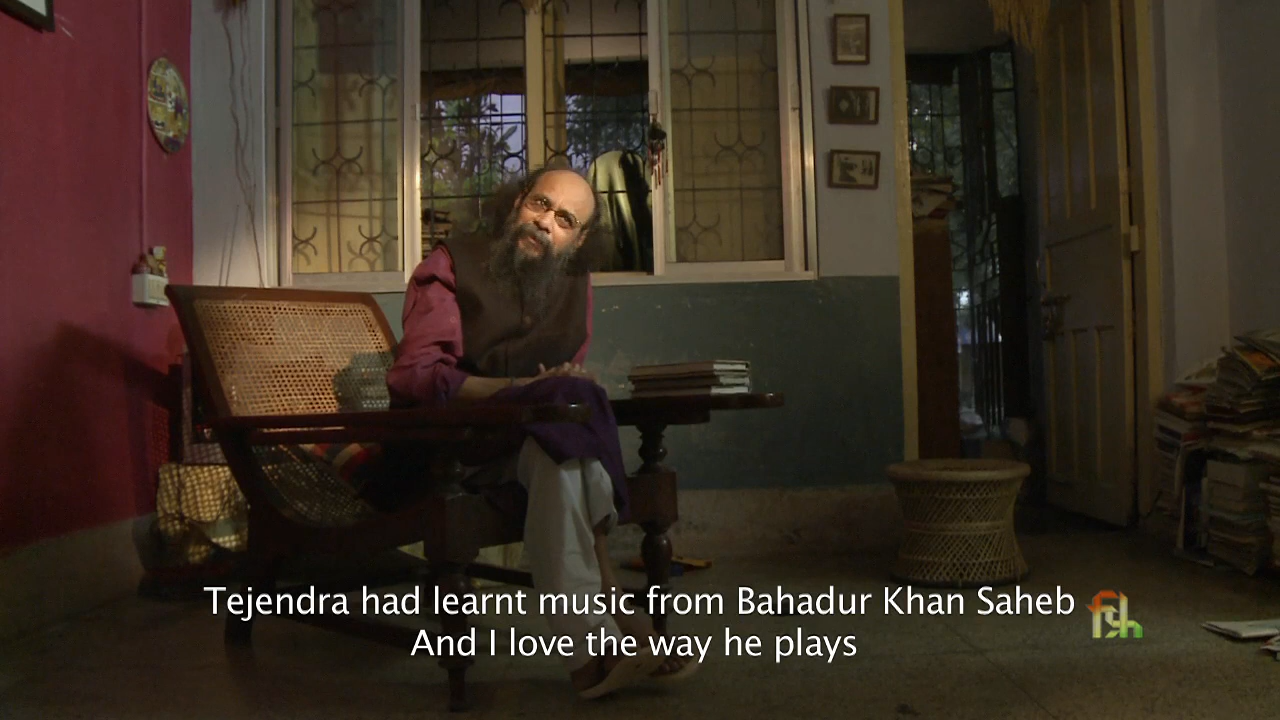 Tejendra had learnt music from Bahadur Khan Saheb
And I love the way he plays